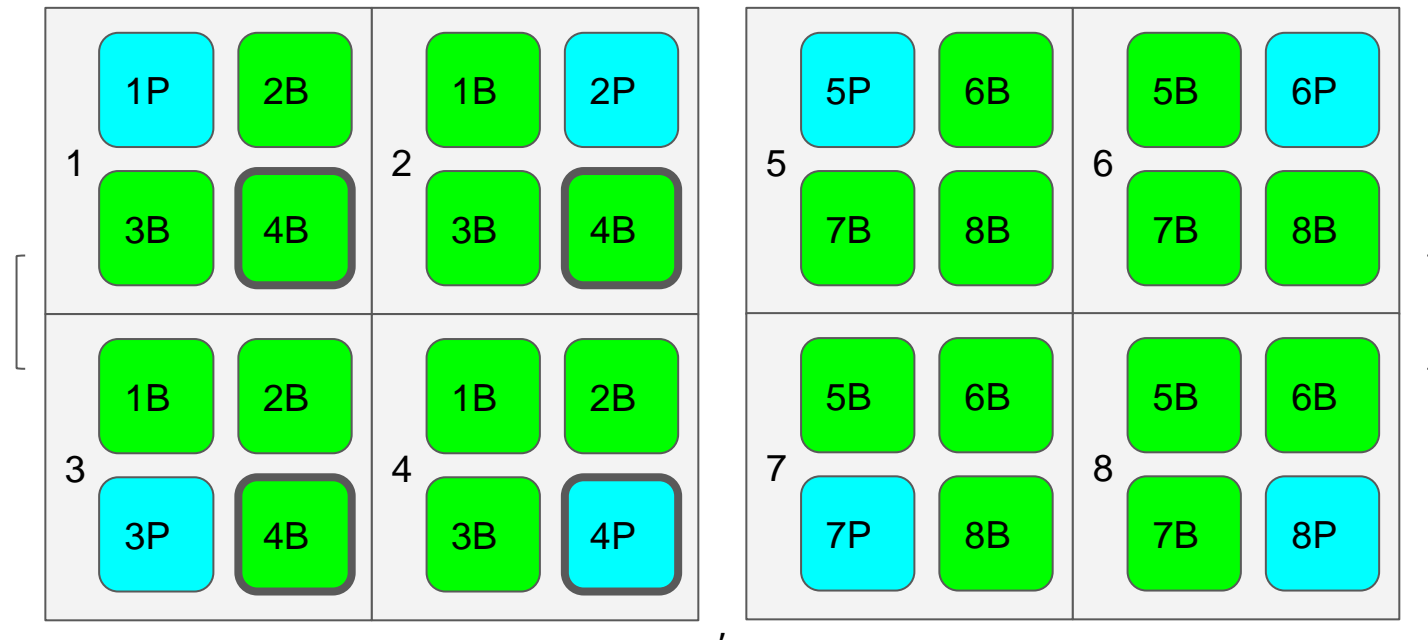 1P 2B 1B 2P 5P 6B 5B 6P
1 2 5 6
3B 4B 3B 4B 7B 8B 7B 8B
1B 2B 1B 2B 5B 6B 5B 6B
3 4 7 8
3P 4B 3B 4P 7P 8B 7B 8P
,